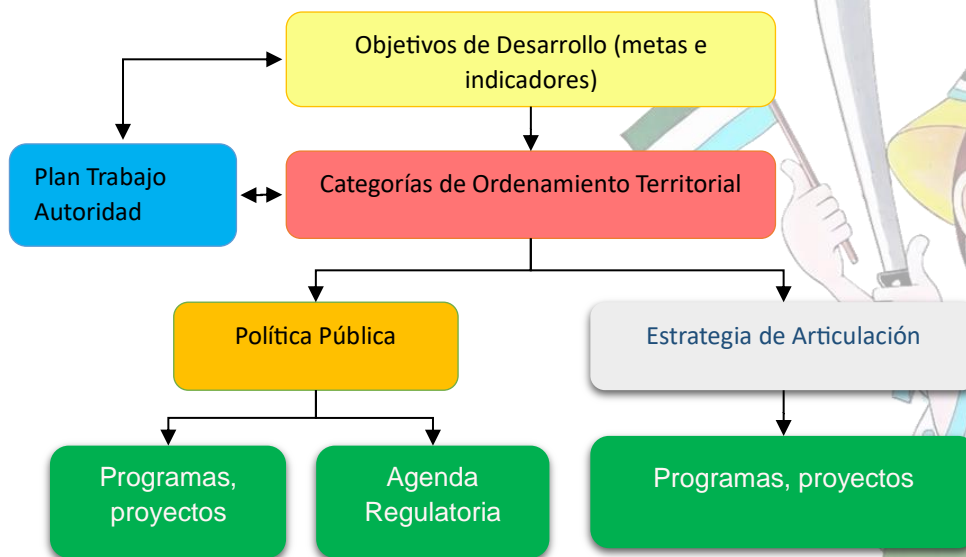 Objetivos de Desarrollo (metas e
indicadores)
Plan Trabajo
Autoridad
Categorías de Ordenamiento Territorial
Política Pública
Estrategia de Articulación
Programas,
proyectos
Agenda
Regulatoria
Programas, proyectos